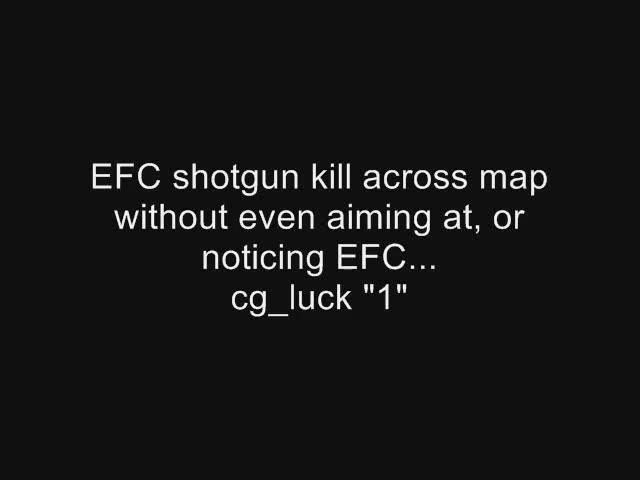 EFC shotgun kill across map
without even aiming at, or
noticing EFC...
cg_luck "1"